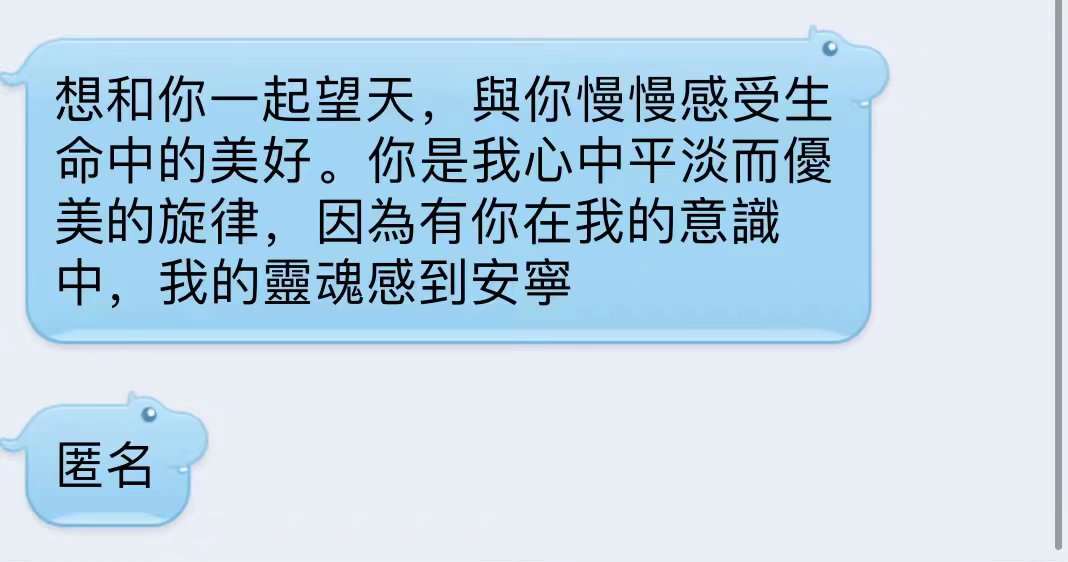 想和你一起望天，與你慢慢感受生
命中的美好。你是我心中平淡而優
美的旋律，因為有你在我的意識
中，我的靈魂感到安寧
匿名